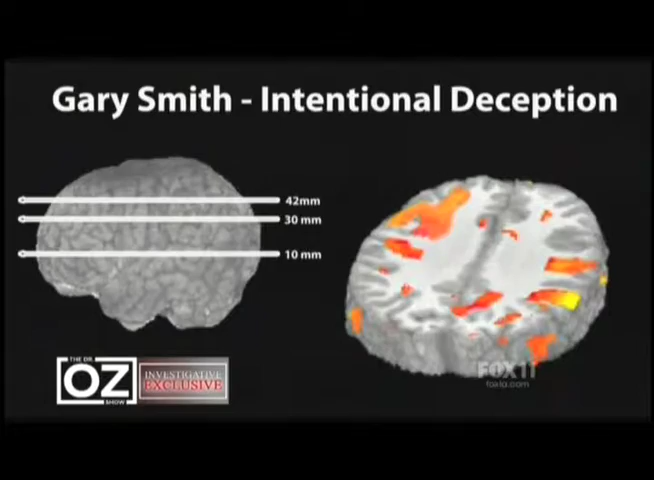 Gary Smith - Intentional Deception
42mm
30 mm
10 mm
THE DR.
OZ
SHOW
INVESTIGATIVE
EXCLUSIVE
FOX11
foxla.com